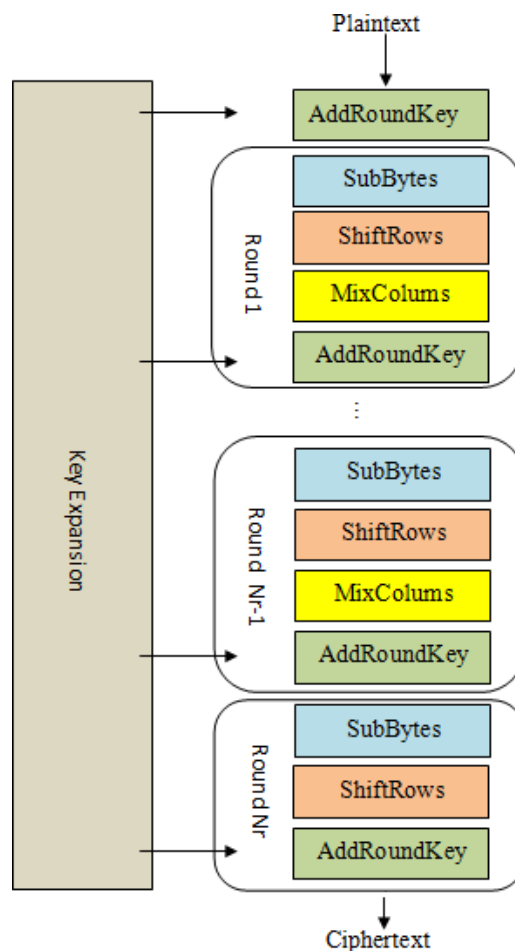 Plaintext
Key Expansion
AddRoundKey
Round 1
SubBytes
ShiftRows
MixColums
AddRoundKey
...
Round Nr-1
SubBytes
ShiftRows
MixColums
AddRoundKey
Round Nr
SubBytes
ShiftRows
AddRoundKey
Ciphertext